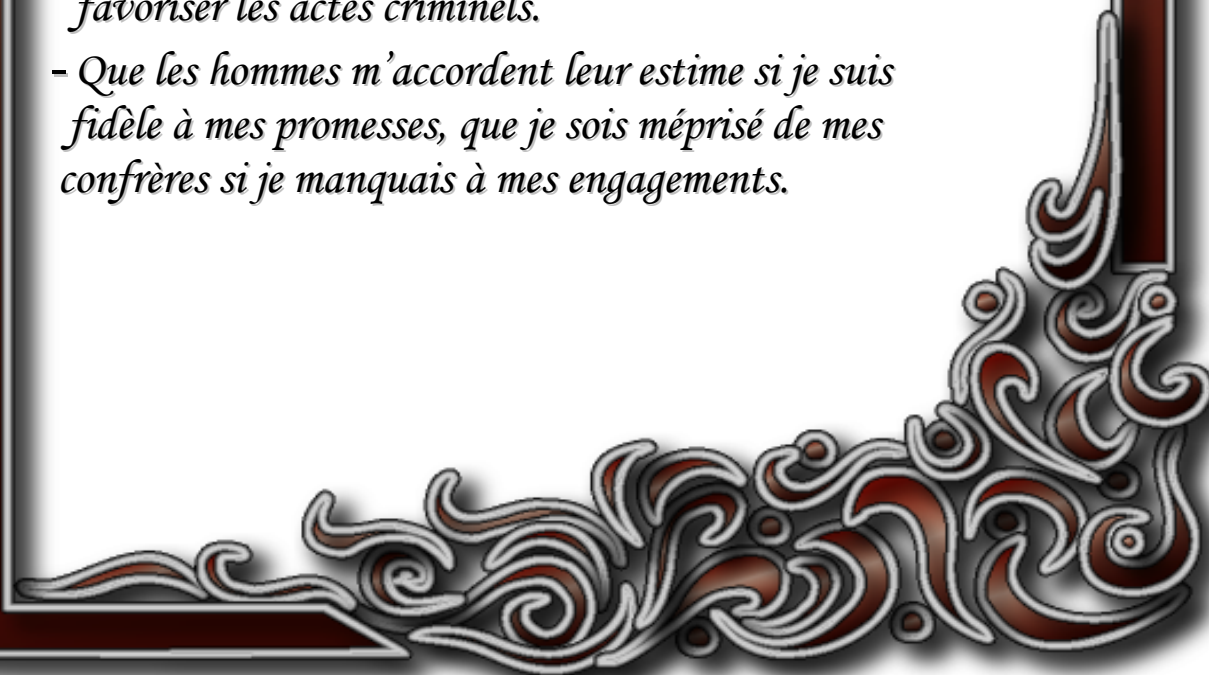 favoriser les actes criminels.
- Que les hommes m’accordent leur estime si je suis
fidèle à mes promesses, que je sois méprisé de mes
confrères si je manquais à mes engagements.